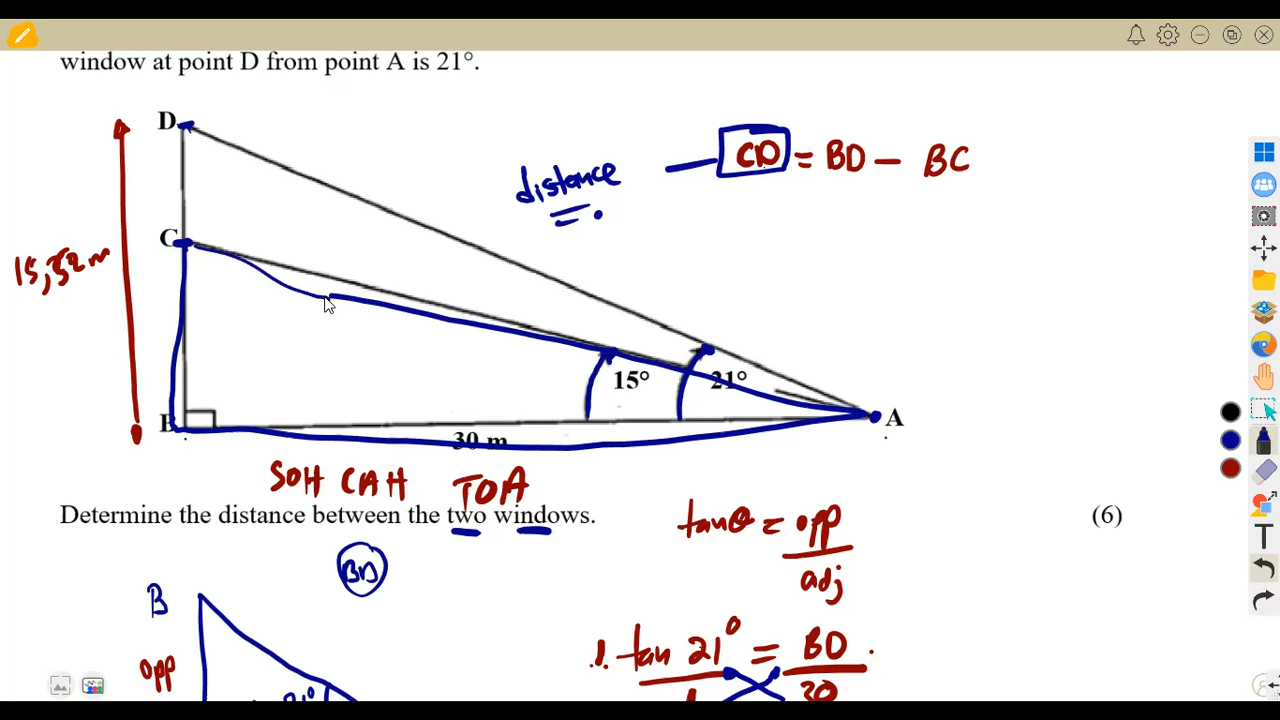 window at point D from point A is 21°.
D
CD = BD – BC
distance
C
15,52 m
15°
21°
B
A
30 m
SOH CAH TOA
Determine the distance between the two windows. (6)
tanθ = opp
adj
BD
B
tan 21° = BD
30
opp
21°
T